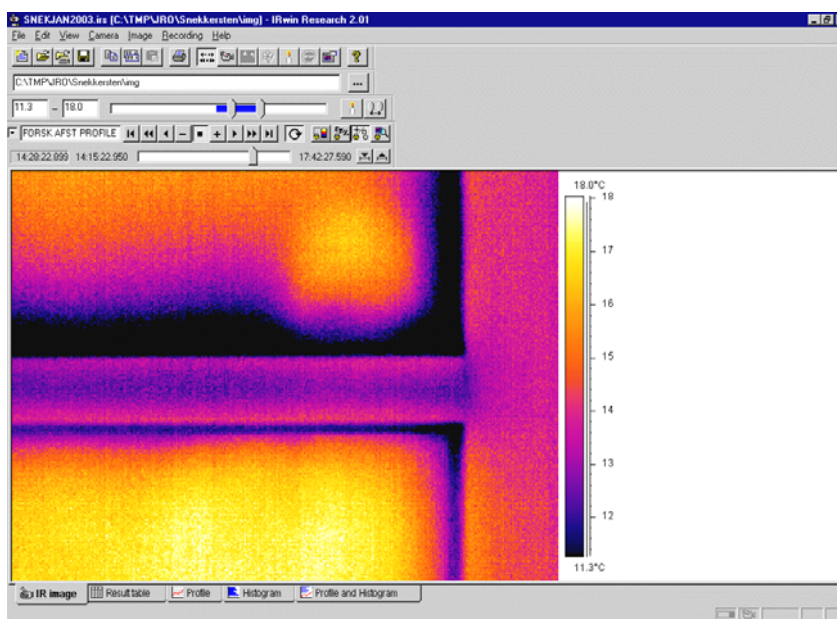 SNEKJAN2003.irs [C:\TMP\JRO\Snekkersten\img] - IRwin Research 2.01
File Edit View Camera Image Recording Help
C:\TMP\JRO\Snekkersten\img ...
11.3 - 18.0
FORSK AFST PROFILE
14:28:22.899 14:15:22.950 17:42:27.590
18.0°C
18
17
16
15
14
13
12
11.3°C
IR image Result table Profile Histogram Profile and Histogram